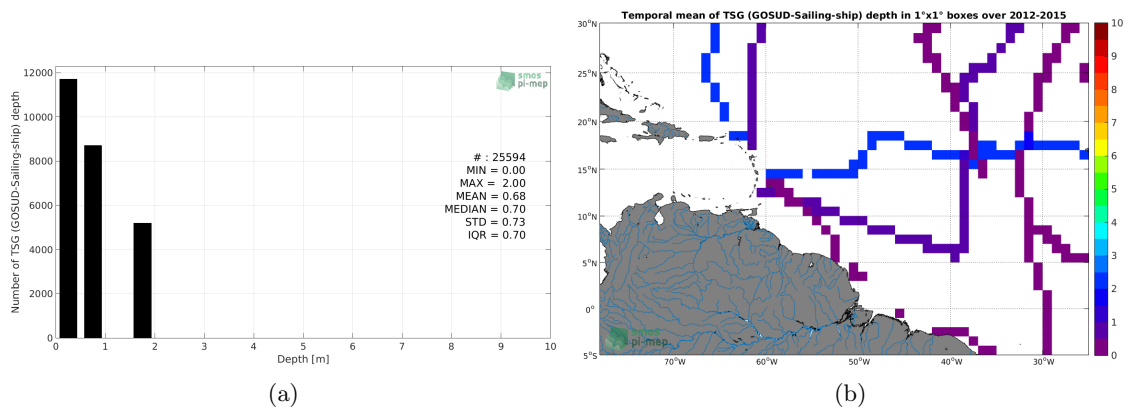 12000
10000
8000
6000
4000
2000
0
Number of TSG (GOSUD-Sailing-ship) depth
smos
pi-mep
# : 25594
MIN = 0.00
MAX = 2.00
MEAN = 0.68
MEDIAN = 0.70
STD = 0.73
IQR = 0.70
0 1 2 3 4 5 6 7 8 9 10
Depth [m]
(a)
Temporal mean of TSG (GOSUD-Sailing-ship) depth in 1°x1° boxes over 2012-2015
30°N
25°N
20°N
15°N
10°N
5°N
0°
5°S
smos
pi-mep
70°W 60°W 50°W 40°W 30°W
10
9
8
7
6
5
4
3
2
1
0
(b)